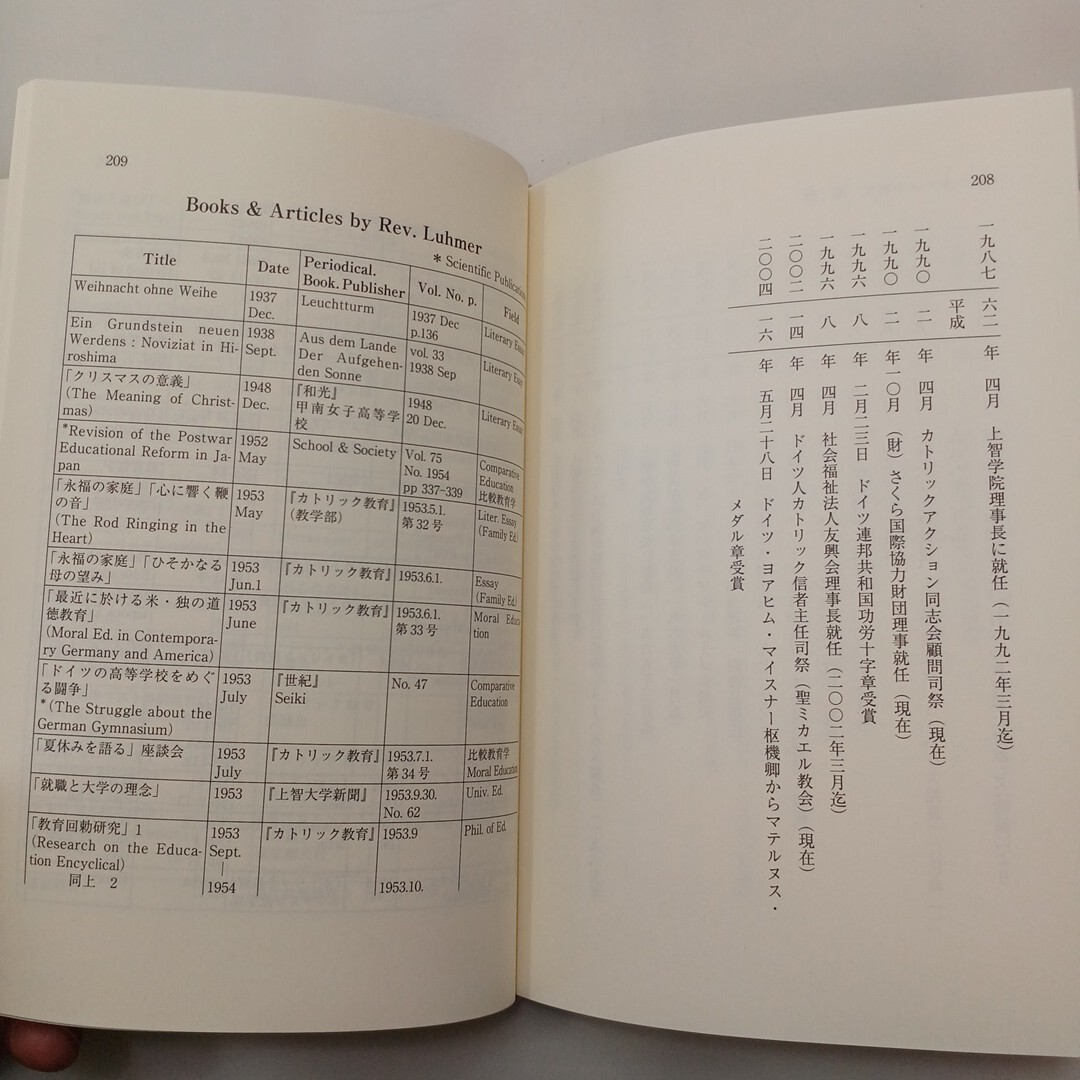 208
一九八七 六二年 四月 上智学院理事長に就任（一九九二年三月迄）
平成
一九九〇 二年 四月 カトリックアクション同志会顧問司祭（現在）
一九九〇 二年一〇月 （財）さくら国際協力財団理事就任（現在）
一九九六 八年 二月二三日 ドイツ連邦共和国功労十字章受賞
一九九六 八年 四月 社会福祉法人友興会理事長就任（二〇〇二年三月迄）
二〇〇二 一四年 四月 ドイツ人カトリック信者主任司祭（聖ミカエル教会）（現在）
二〇〇四 一六年 五月二十八日 ドイツ・ヨアヒム・マイスナー枢機卿からマテルヌス・
メダル章受賞
209
Books & Articles by Rev. Luhmer
* Scientific Publications
Title
Date
Periodical.
Book. Publisher
Vol. No. p.
Field
Weihnacht ohne Weihe
1937
Dec.
Leuchtturm
1937 Dec
p.136
Literary Essay
Ein Grundstein neuen
Werdens : Noviziat in Hi-
roshima
1938
Sept.
Aus dem Lande
Der Aufgehen-
den Sonne
vol. 33
1938 Sep
Literary Essay
「クリスマスの意義」
(The Meaning of Christ-
mas)
1948
Dec.
『和光』
甲南女子高等学
校
1948
20 Dec.
Literary Essay
*Revision of the Postwar
Educational Reform in Ja-
pan
1952
May
School & Society
Vol. 75
No. 1954
pp 337-339
Comparative
Education
比較教育学
「永福の家庭」「心に響く鞭
の音」
(The Rod Ringing in the
Heart)
1953
May
『カトリック教育』
（教学部）
1953.5.1.
第32号
Liter. Essay
(Family Ed.)
「永福の家庭」「ひそかなる
母の望み」
1953
Jun.1
『カトリック教育』
1953.6.1.
Essay
(Family Ed.)
「最近に於ける米・独の道
徳教育」
(Moral Ed. in Contempora-
ry Germany and America)
1953
June
『カトリック教育』
1953.6.1.
第33号
Moral Educa-
tion
「ドイツの高等学校をめぐ
る闘争」
*(The Struggle about the
German Gymnasium)
1953
July
『世紀』
Seiki
No. 47
Comparative
Education
「夏休みを語る」座談会
1953
July
『カトリック教育』
1953.7.1.
第34号
比較教育学
Moral Education
「就職と大学の理念」
1953
『上智大学新聞』
1953.9.30.
No. 62
Univ. Ed.
「教育回勅研究」1
(Research on the Educa-
tion Encyclical)
同上 2
1953
Sept.
|
1954
『カトリック教育』
1953.9
1953.10.
Phil. of Ed.